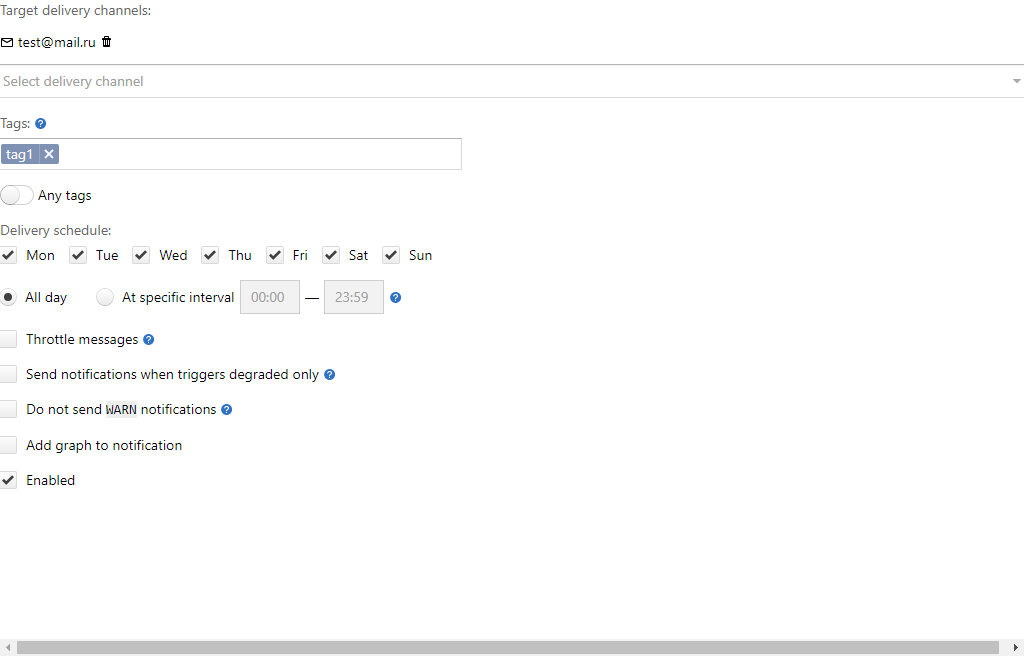 Target delivery channels:
test@mail.ru
Select delivery channel
Tags: ?
tag1
Any tags
Delivery schedule:
Mon Tue Wed Thu Fri Sat Sun
All day At specific interval 00:00 — 23:59 ?
Throttle messages ?
Send notifications when triggers degraded only ?
Do not send WARN notifications ?
Add graph to notification
Enabled